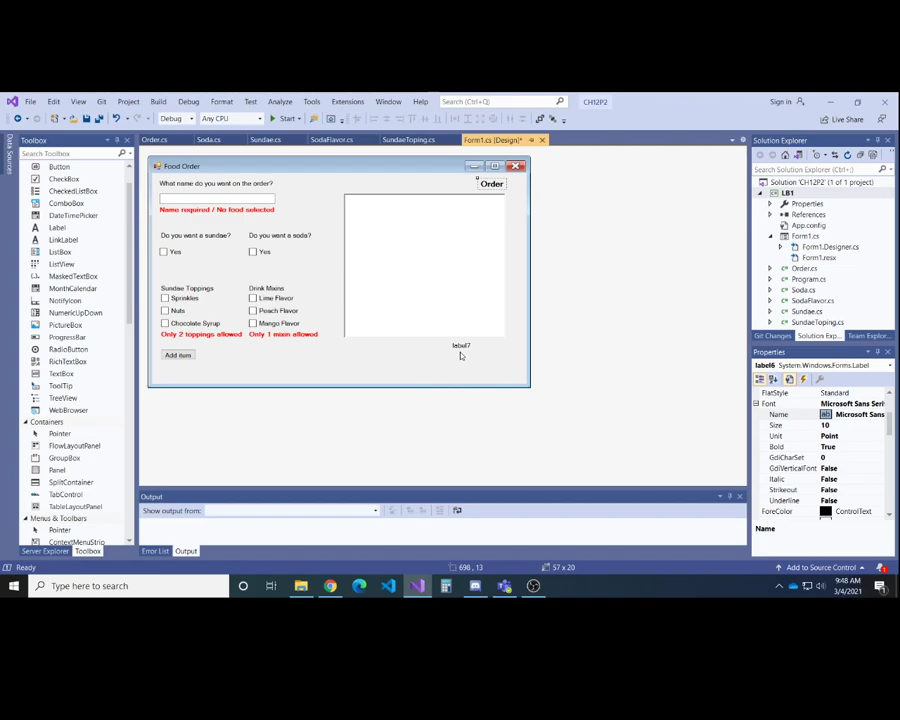 File Edit View Git Project Build Debug Format Test Analyze Tools Extensions Window Help Search (Ctrl+Q) CH12P2 Sign in
Debug Any CPU Start Live Share
Data Sources
Toolbox
Search Toolbox
Button
CheckBox
CheckedListBox
ComboBox
DateTimePicker
Label
LinkLabel
ListBox
ListView
MaskedTextBox
MonthCalendar
NotifyIcon
NumericUpDown
PictureBox
ProgressBar
RadioButton
RichTextBox
TextBox
ToolTip
TreeView
WebBrowser
Containers
Pointer
FlowLayoutPanel
GroupBox
Panel
SplitContainer
TabControl
TableLayoutPanel
Menus & Toolbars
Pointer
ContextMenuStrip
Server Explorer Toolbox
Order.cs Soda.cs Sundae.cs SodaFlavor.cs SundaeToping.cs Form1.cs [Design]*
Food Order
What name do you want on the order?
Order
Name required / No food selected
Do you want a sundae? Do you want a soda?
Yes Yes
Sundae Toppings Drink Mixins
Sprinkles Lime Flavor
Nuts Peach Flavor
Chocolate Syrup Mango Flavor
Only 2 toppings allowed Only 1 mixin allowed
label7
Add item
Output
Show output from:
Error List Output
Solution Explorer
Search Solution Explorer (Ctrl+;)
Solution 'CH12P2' (1 of 1 project)
LB1
Properties
References
App.config
Form1.cs
Form1.Designer.cs
Form1.resx
Order.cs
Program.cs
Soda.cs
SodaFlavor.cs
Sundae.cs
SundaeToping.cs
Git Changes Solution Exp... Team Explor...
Properties
label6 System.Windows.Forms.Label
FlatStyle Standard
Font Microsoft Sans Seri
Name ab Microsoft Sans
Size 10
Unit Point
Bold True
GdiCharSet 0
GdiVerticalFont False
Italic False
Strikeout False
Underline False
ForeColor ControlText
Name
Ready 698, 13 57 x 20 Add to Source Control 1
Type here to search
9:48 AM
3/4/2021